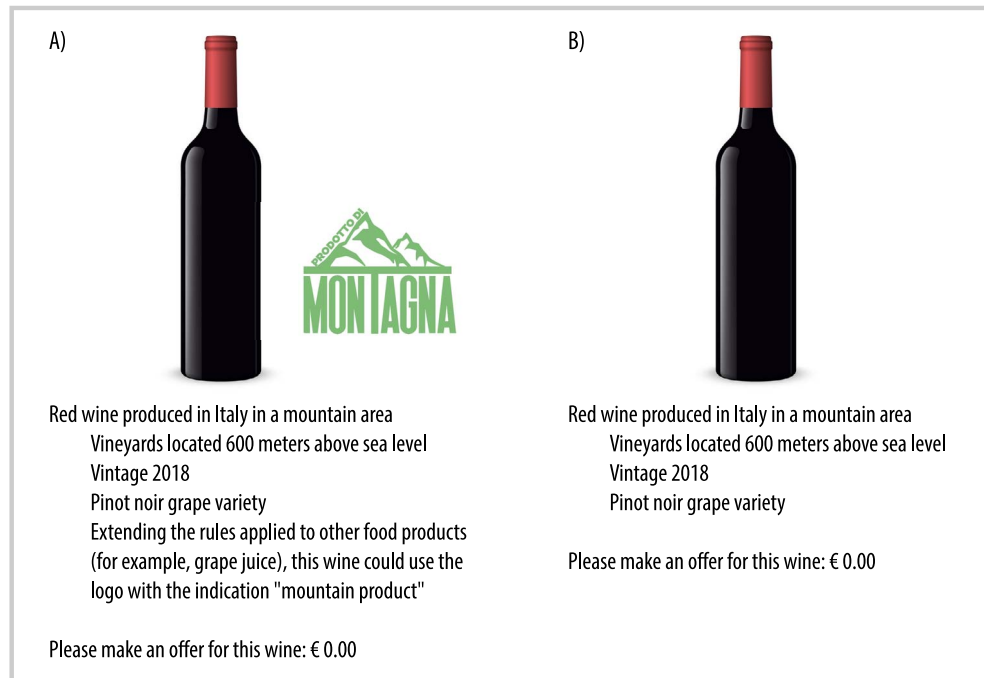 A)
PRODOTTO DI
MONTAGNA
Red wine produced in Italy in a mountain area
Vineyards located 600 meters above sea level
Vintage 2018
Pinot noir grape variety
Extending the rules applied to other food products
(for example, grape juice), this wine could use the
logo with the indication "mountain product"
Please make an offer for this wine: € 0.00
B)
Red wine produced in Italy in a mountain area
Vineyards located 600 meters above sea level
Vintage 2018
Pinot noir grape variety
Please make an offer for this wine: € 0.00